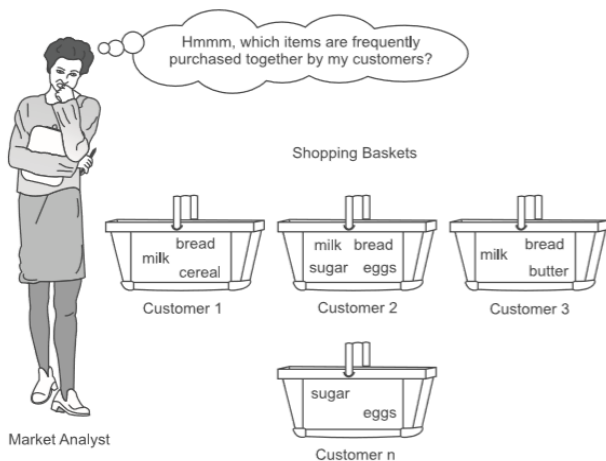 Hmmm, which items are frequently
purchased together by my customers?
Shopping Baskets
bread
milk
cereal
Customer 1
milk bread
sugar eggs
Customer 2
bread
milk
butter
Customer 3
sugar
eggs
Customer n
Market Analyst